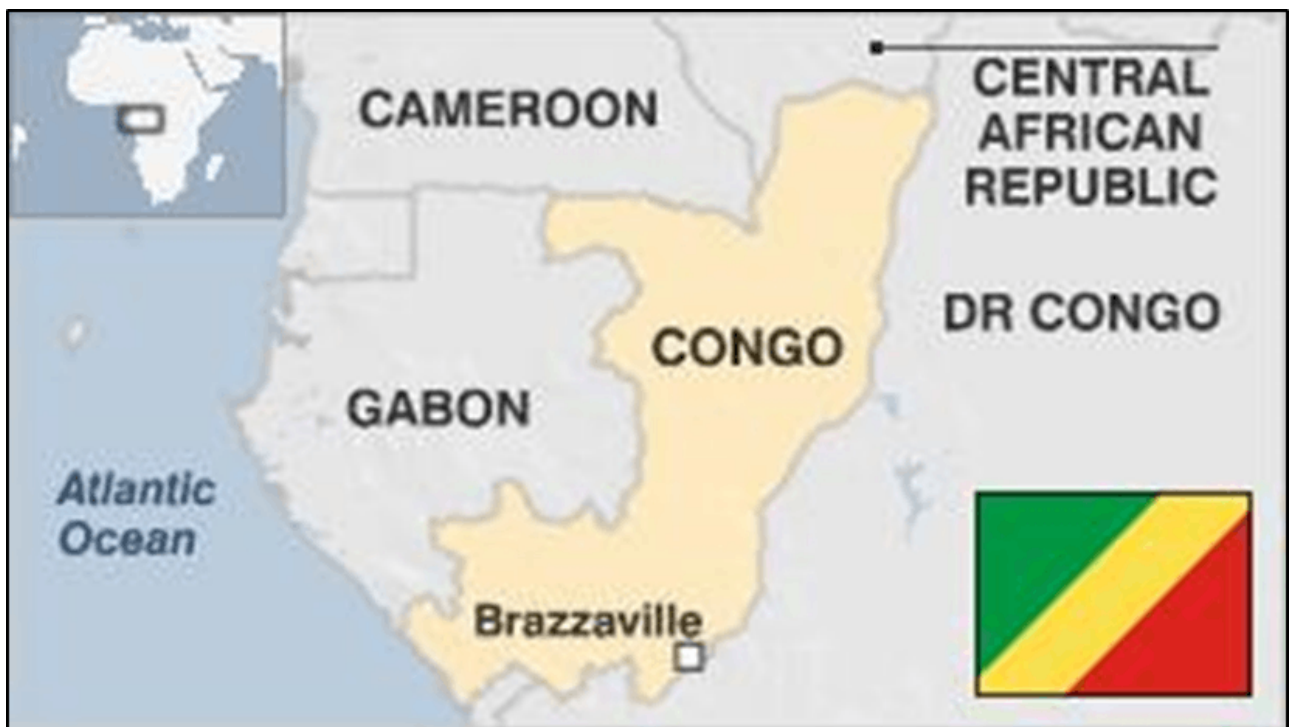 CAMEROON
CENTRAL
AFRICAN
REPUBLIC
DR CONGO
CONGO
GABON
Atlantic
Ocean
Brazzaville